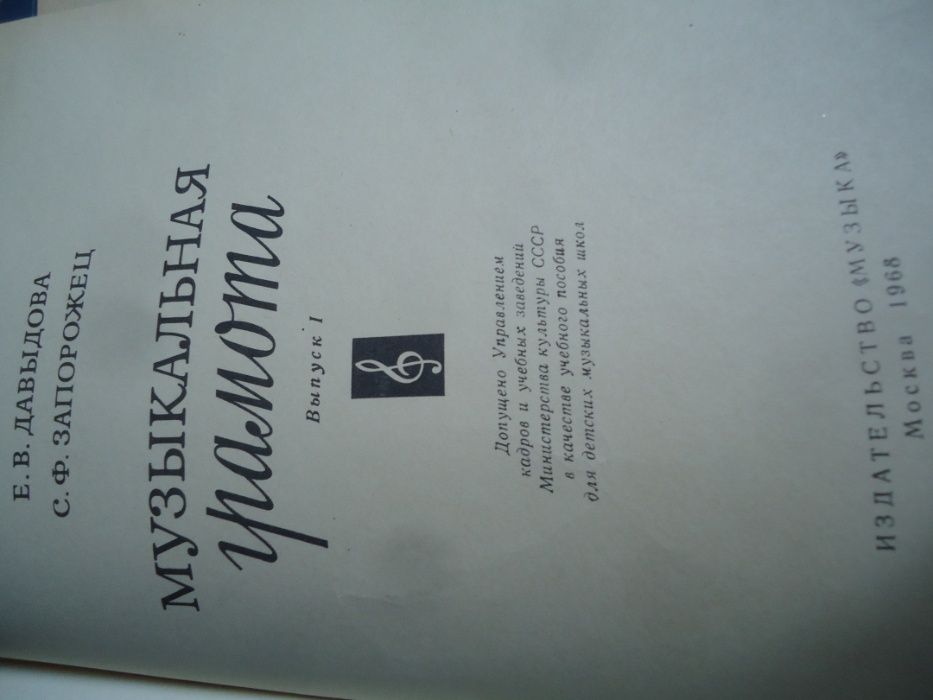 Е. В. ДАВЫДОВА
С. Ф. ЗАПОРОЖЕЦ
МУЗЫКАЛЬНАЯ
грамота
Выпуск I
Допущено Управлением
кадров и учебных заведений
Министерства культуры СССР
в качестве учебного пособия
для детских музыкальных школ
ИЗДАТЕЛЬСТВО «МУЗЫКА»
Москва 1968